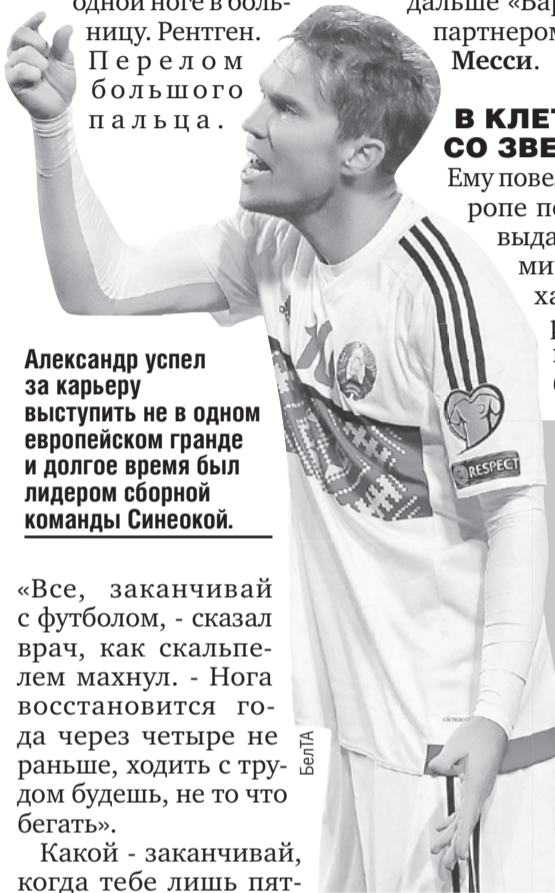 одной ноге в боль-
ницу. Рентген.
Перелом
большого
пальца.
Александр успел
за карьеру
выступить не в одном
европейском гранде
и долгое время был
лидером сборной
команды Синеокой.
«Все, заканчивай
с футболом, - сказал
врач, как скальпе-
лем махнул. - Нога
восстановится го-
да через четыре не
раньше, ходить с тру-
дом будешь, не то что
бегать».
Какой - заканчивай,
когда тебе лишь пят-
БелТА
RESPECT
дальше «Бар
партнером
Месси.
В КЛЕТ
СО ЗВЕ
Ему пове
ропе по
выда
ми
ха